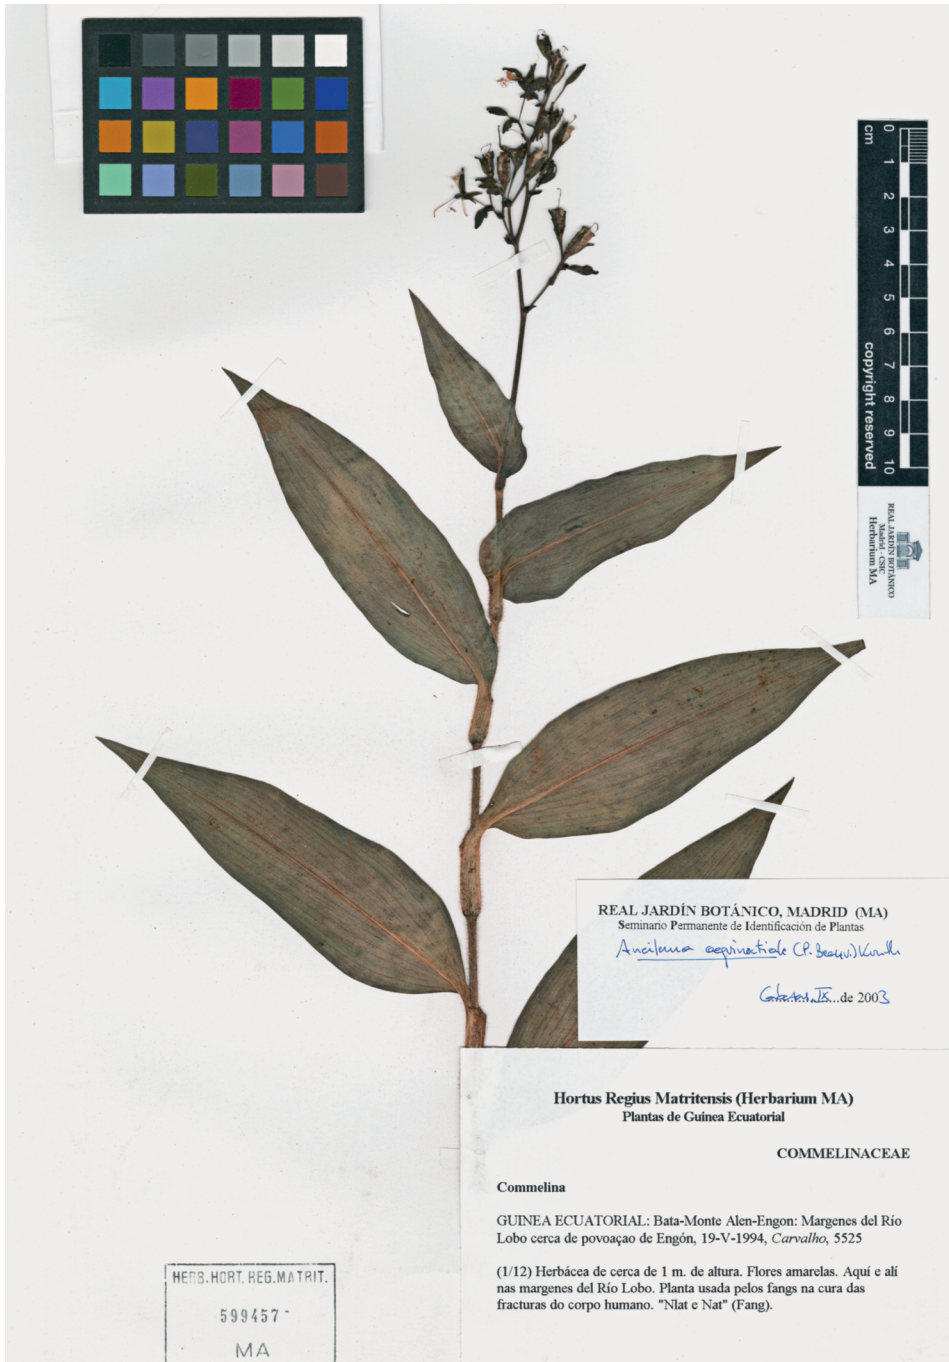 0 1 2 3 4 5 6 7 8 9 10
cm
copyright reserved
REAL JARDÍN BOTÁNICO
Madrid - CSIC
Herbarium MA
REAL JARDÍN BOTÁNICO, MADRID (MA)
Seminario Permanente de Identificación de Plantas
Aneilema aequinoctiale (P. Beauv.) Kunth
Cabezas, IX de 2003
Hortus Regius Matritensis (Herbarium MA)
Plantas de Guinea Ecuatorial
COMMELINACEAE
Commelina
GUINEA ECUATORIAL: Bata-Monte Alen-Engon: Margenes del Río
Lobo cerca de povoaçao de Engón, 19-V-1994, Carvalho, 5525
(1/12) Herbácea de cerca de 1 m. de altura. Flores amarelas. Aquí e alí
nas margenes del Río Lobo. Planta usada pelos fangs na cura das
fracturas do corpo humano. "Nlat e Nat" (Fang).
HERB. HORT. REG. MATRIT.
599457
MA